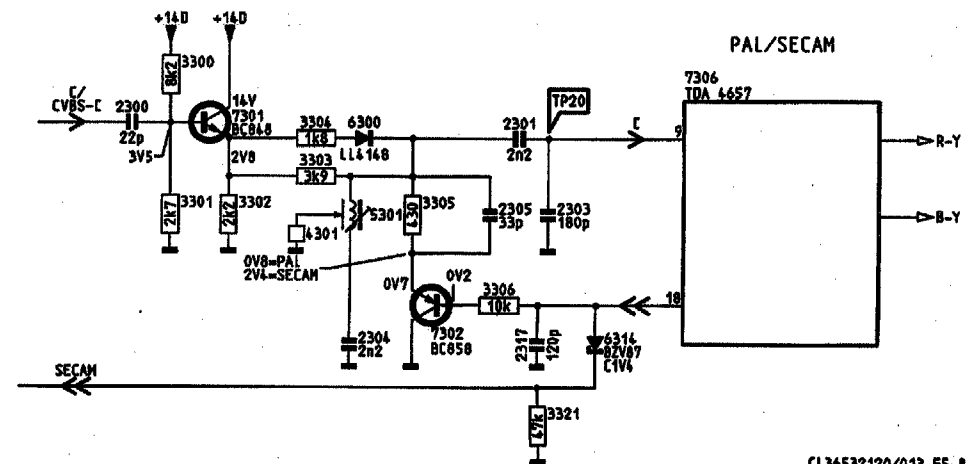 +14D +14D
PAL/SECAM
3300
8k2
C/
CVBS-C
2300
22p
3V5
14V
7301
BC848
2V8
3304
1k8
6300
LL4148
3303
3k9
TP20
2301
2n2
C
9
7306
TDA 4657
R-Y
B-Y
3301
2k7
3302
2k2
4301
5301
3305
430
2305
33p
2303
180p
0V8=PAL
2V4=SECAM
0V7
0V2
3306
10k
18
7302
BC858
2304
2n2
2317
120p
6314
BZV87
C1V4
SECAM
3321
47k